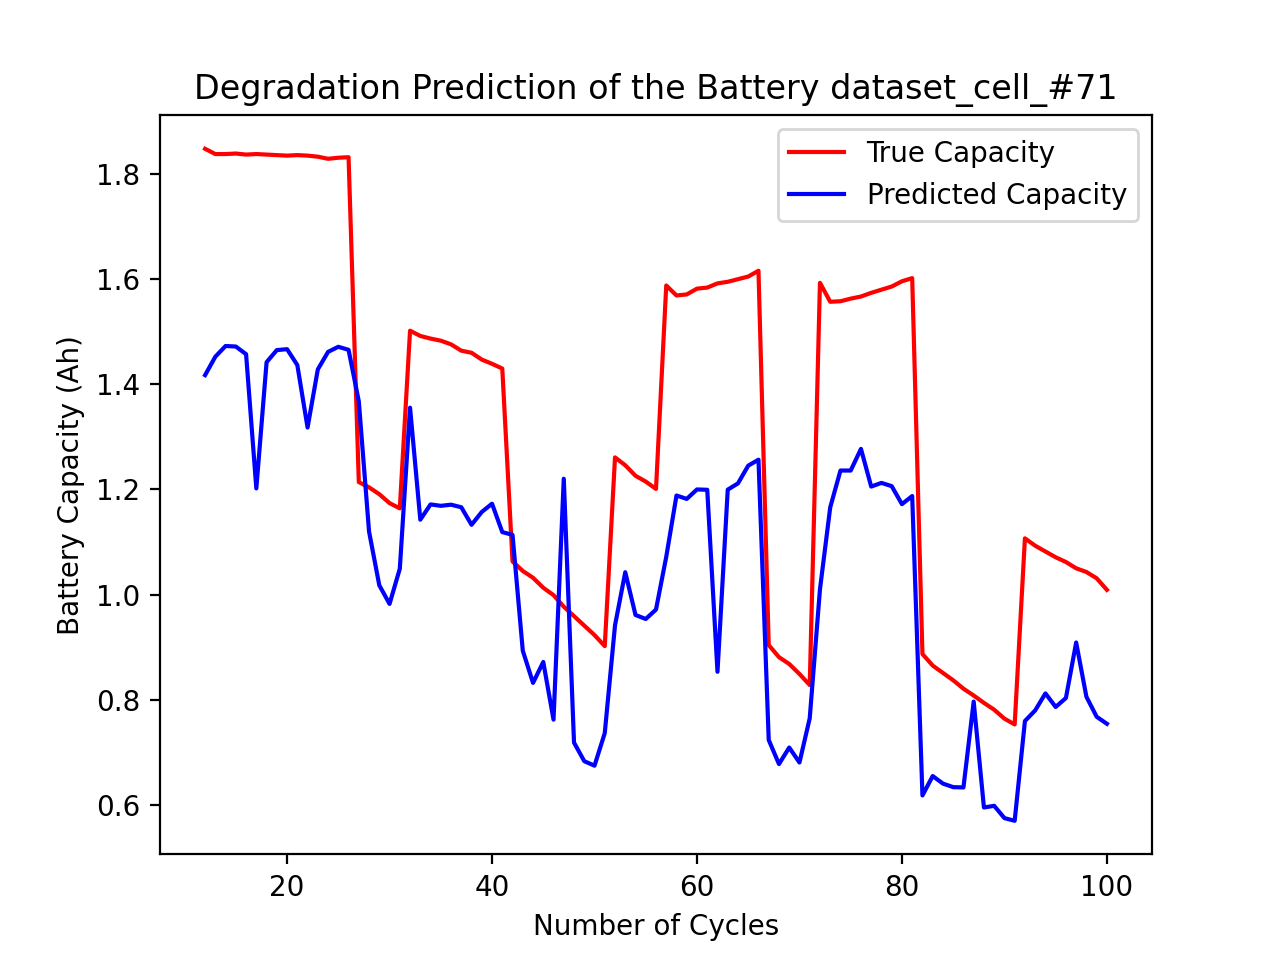 Degradation Prediction of the Battery dataset_cell_#71
True Capacity
Predicted Capacity
Battery Capacity (Ah)
1.8
1.6
1.4
1.2
1.0
0.8
0.6
20 40 60 80 100
Number of Cycles